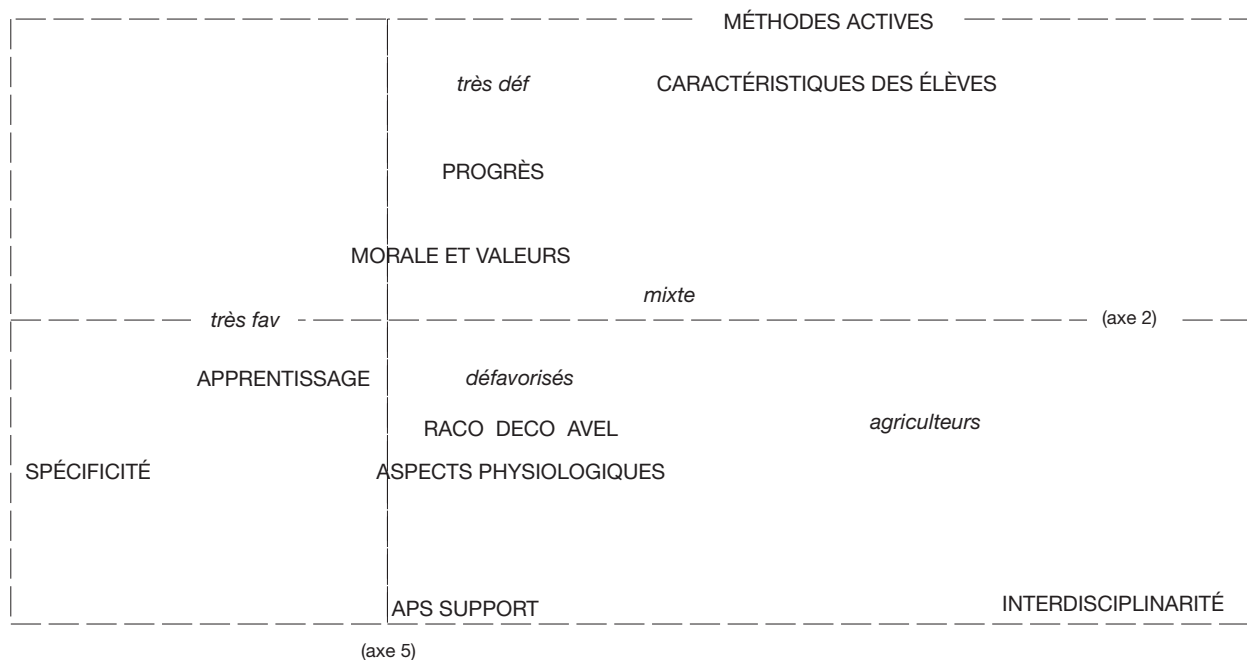 MÉTHODES ACTIVES
très déf CARACTÉRISTIQUES DES ÉLÈVES
PROGRÈS
MORALE ET VALEURS
mixte
très fav (axe 2)
APPRENTISSAGE défavorisés
agriculteurs
RACO DECO AVEL
SPÉCIFICITÉ ASPECTS PHYSIOLOGIQUES
INTERDISCIPLINARITÉ
APS SUPPORT
(axe 5)